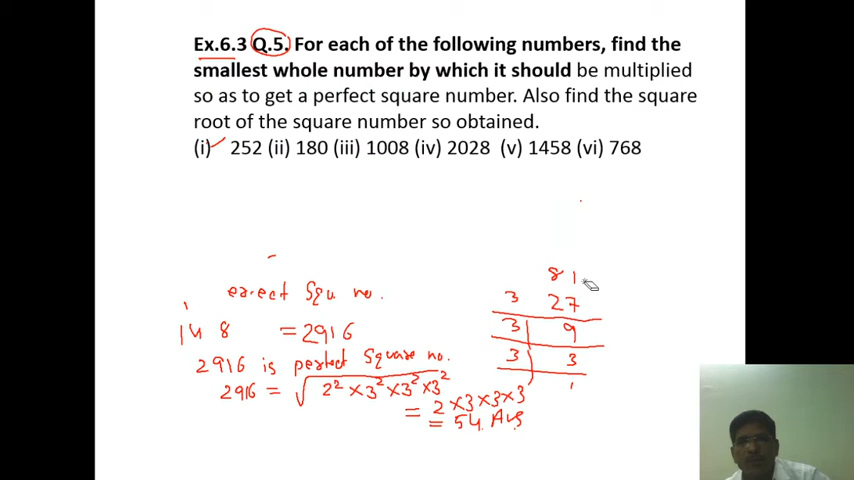 Ex.6.3 Q.5. For each of the following numbers, find the
smallest whole number by which it should be multiplied
so as to get a perfect square number. Also find the square
root of the square number so obtained.
(i) 252 (ii) 180 (iii) 1008 (iv) 2028 (v) 1458 (vi) 768
81
3 27
3 9
3 3
1
Squ no.
= 2916
2916 is perfect Square no.
2916 = √2² × 3² × 3² × 3²
= 2 × 3 × 3 × 3
= 54 Ans